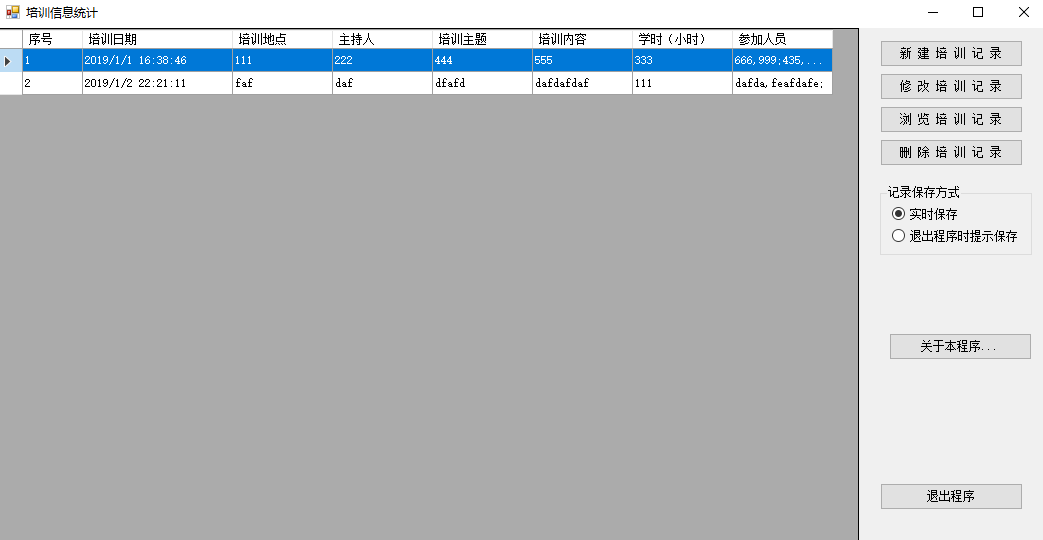 培训信息统计
序号 培训日期 培训地点 主持人 培训主题 培训内容 学时（小时） 参加人员
1 2019/1/1 16:38:46 111 222 444 555 333 666,999;435,...
2 2019/1/2 22:21:11 faf daf dfafd dafdafdaf 111 dafda,feafdafe;
新 建 培 训 记 录
修 改 培 训 记 录
浏 览 培 训 记 录
删 除 培 训 记 录
记录保存方式
实时保存
退出程序时提示保存
关于本程序...
退出程序